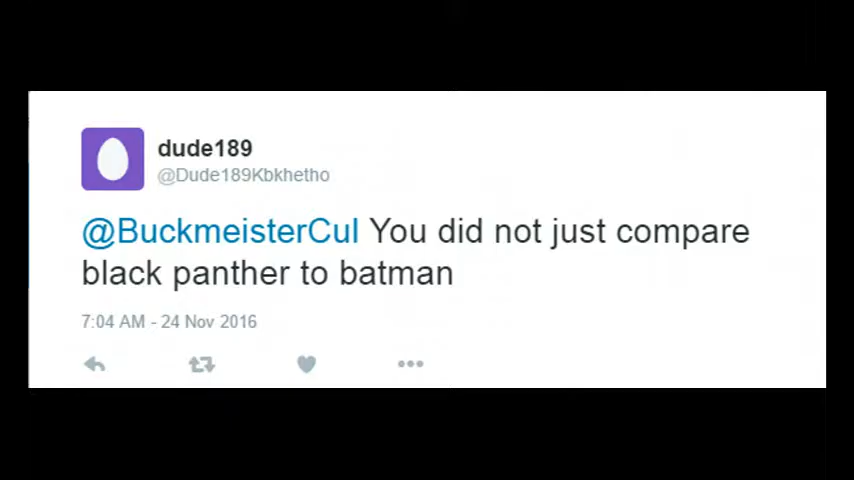 dude189
@Dude189Kbkhetho
@BuckmeisterCul You did not just compare
black panther to batman
7:04 AM - 24 Nov 2016